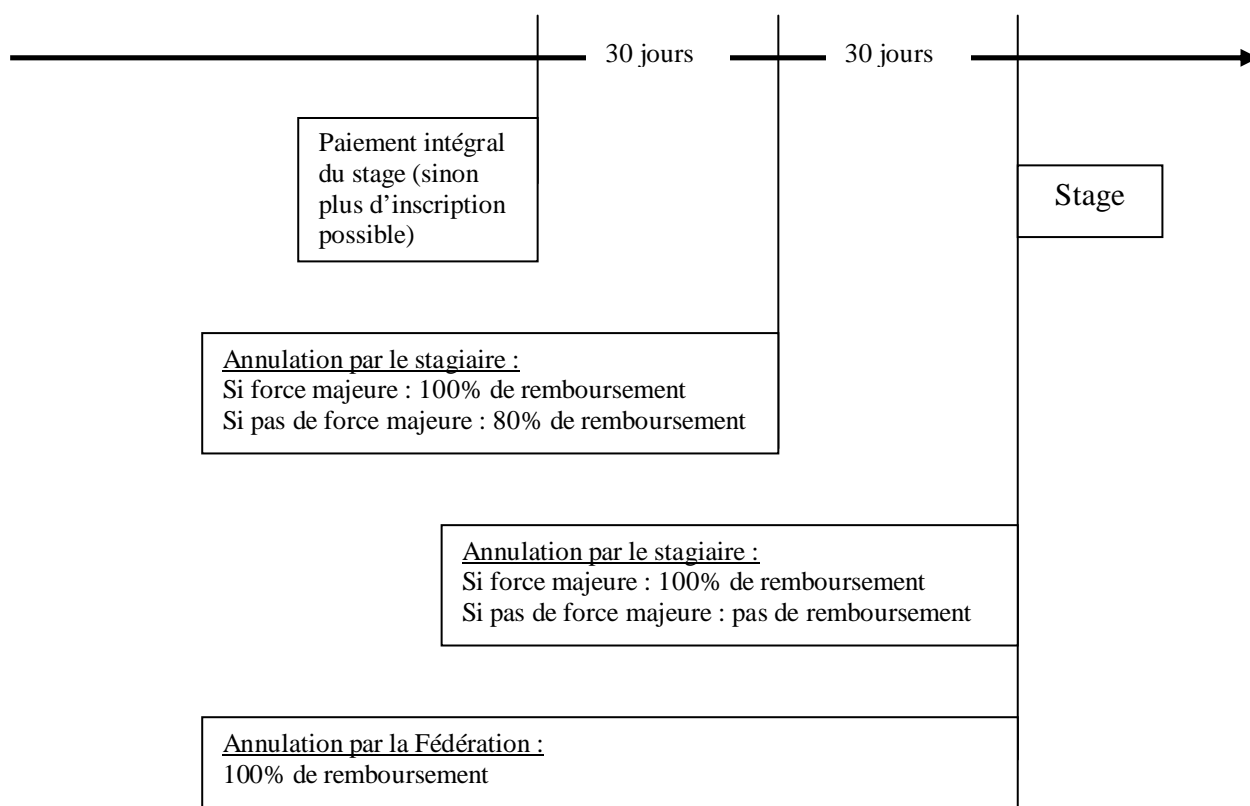 30 jours
30 jours
Paiement intégral
du stage (sinon
plus d’inscription
possible)
Stage
Annulation par le stagiaire :
Si force majeure : 100% de remboursement
Si pas de force majeure : 80% de remboursement
Annulation par le stagiaire :
Si force majeure : 100% de remboursement
Si pas de force majeure : pas de remboursement
Annulation par la Fédération :
100% de remboursement